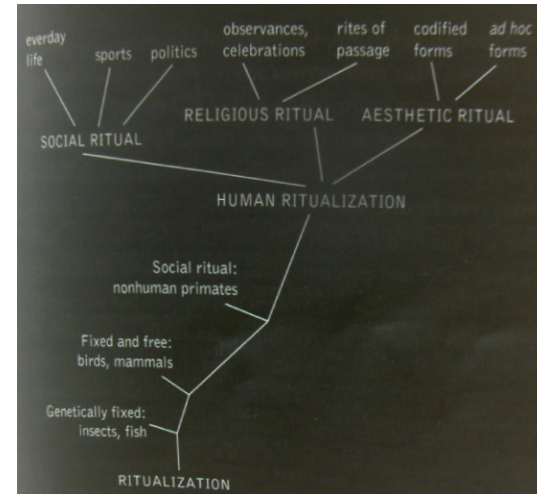 everday
life
sports
politics
observances,
celebrations
rites of
passage
codified
forms
ad hoc
forms
SOCIAL RITUAL
RELIGIOUS RITUAL
AESTHETIC RITUAL
HUMAN RITUALIZATION
Social ritual:
nonhuman primates
Fixed and free:
birds, mammals
Genetically fixed:
insects, fish
RITUALIZATION